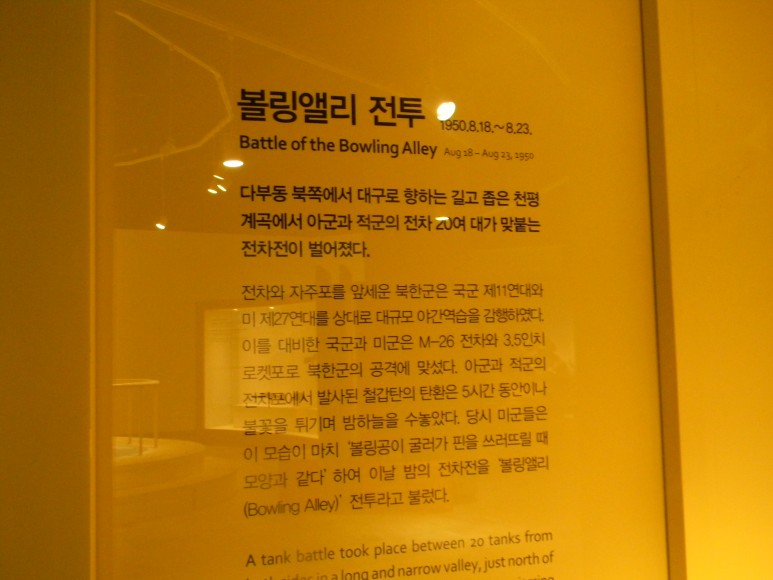 볼링앨리 전투 1950.8.18.~8.23.
Battle of the Bowling Alley Aug 18 – Aug 23, 1950
다부동 북쪽에서 대구로 향하는 길고 좁은 천평
계곡에서 아군과 적군의 전차 20여 대가 맞붙는
전차전이 벌어졌다.
전차와 자주포를 앞세운 북한군은 국군 제11연대와
미 제27연대를 상대로 대규모 야간역습을 감행하였다.
이를 대비한 국군과 미군은 M-26 전차와 3.5인치
로켓포로 북한군의 공격에 맞섰다. 아군과 적군의
전차포에서 발사된 철갑탄의 탄환은 5시간 동안이나
불꽃을 튀기며 밤하늘을 수놓았다. 당시 미군들은
이 모습이 마치 '볼링공이 굴러가 핀을 쓰러뜨릴 때
모양과 같다' 하여 이날 밤의 전차전을 '볼링앨리
(Bowling Alley)' 전투라고 불렀다.
A tank battle took place between 20 tanks from
both sides in a long and narrow valley, just north of